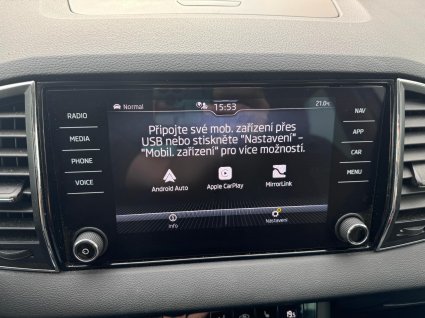 Normal
15:53
21.0°
RADIO
MEDIA
PHONE
VOICE
NAV
APP
CAR
MENU
Připojte své mob. zařízení přes
USB nebo stiskněte "Nastavení" –
"Mobil. zařízení" pro více možností.
Android Auto
Apple CarPlay
MirrorLink
Info
Nastavení